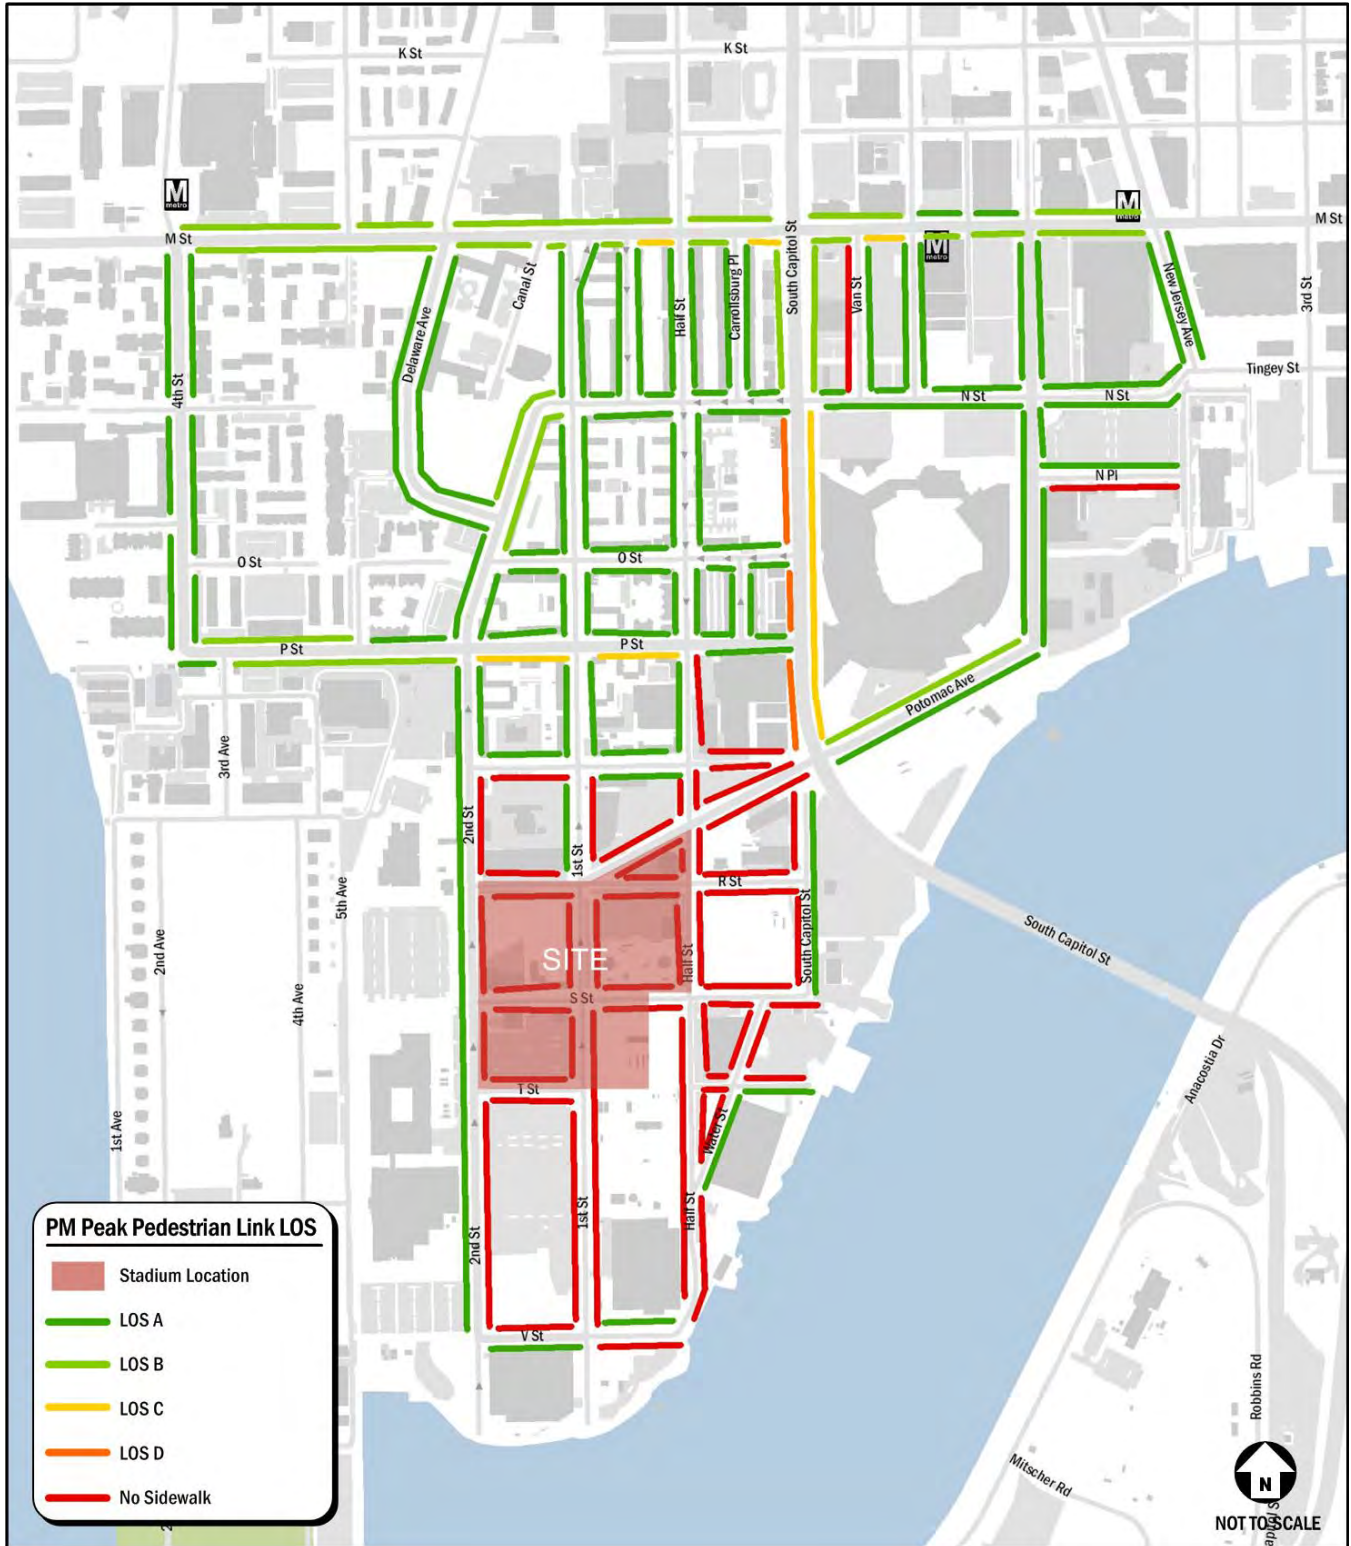 K St
K St
M
metro
M
metro
M St
M St
M
metro
Canal St
Half St
Carrollsburg Pl
South Capitol St
Van St
New Jersey Ave
3rd St
Delaware Ave
4th St
Tingey St
N St
N St
N Pl
O St
O St
P St
P St
Potomac Ave
3rd Ave
2nd St
1st St
5th Ave
R St
South Capitol St
South Capitol St
2nd Ave
SITE
Half St
4th Ave
S St
Anacostia Dr
T St
1st Ave
Water St
2nd St
1st St
Half St
V St
Robbins Rd
Mitscher Rd
PM Peak Pedestrian Link LOS
Stadium Location
LOS A
LOS B
LOS C
LOS D
No Sidewalk
N
NOT TO SCALE